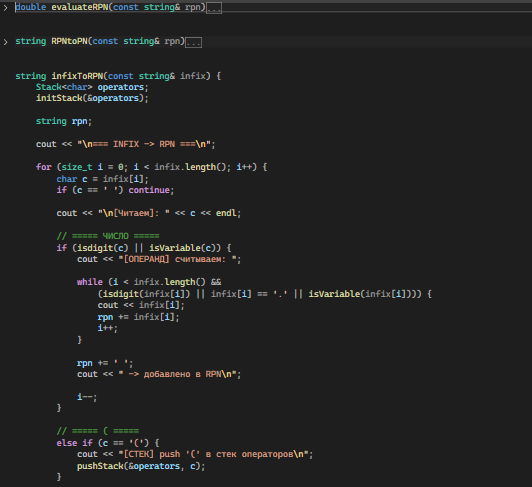 double evaluateRPN(const string& rpn){...}
string RPNtoPN(const string& rpn){...}
string infixToRPN(const string& infix) {
    Stack<char> operators;
    initStack(&operators);
    string rpn;
    cout << "\n=== INFIX -> RPN ===\n";
    for (size_t i = 0; i < infix.length(); i++) {
        char c = infix[i];
        if (c == ' ') continue;
        cout << "\n[Читаем]: " << c << endl;
        // ===== ЧИСЛО =====
        if (isdigit(c) || isVariable(c)) {
            cout << "[ОПЕРАНД] считываем: ";
            while (i < infix.length() &&
                (isdigit(infix[i]) || infix[i] == '.' || isVariable(infix[i]))) {
                cout << infix[i];
                rpn += infix[i];
                i++;
            }
            rpn += ' ';
            cout << " -> добавлено в RPN\n";
            i--;
        }
        // ===== ( =====
        else if (c == '(') {
            cout << "[СТЕК] push '(' в стек операторов\n";
            pushStack(&operators, c);
        }